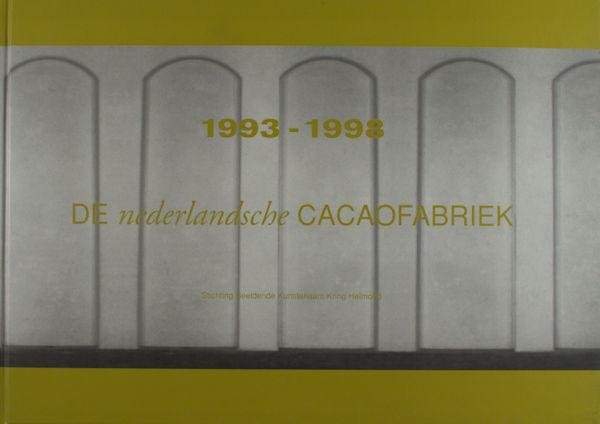 1993 - 1998
DE nederlandsche CACAOFABRIEK
Stichting Beeldende Kunstenaars Kring Helmond